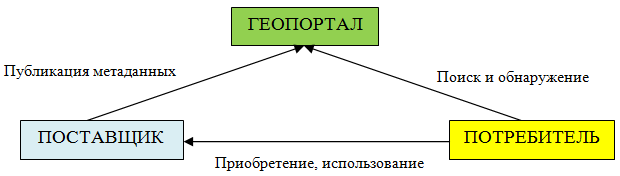 ГЕОПОРТАЛ
Публикация метаданных
Поиск и обнаружение
ПОСТАВЩИК
ПОТРЕБИТЕЛЬ
Приобретение, использование